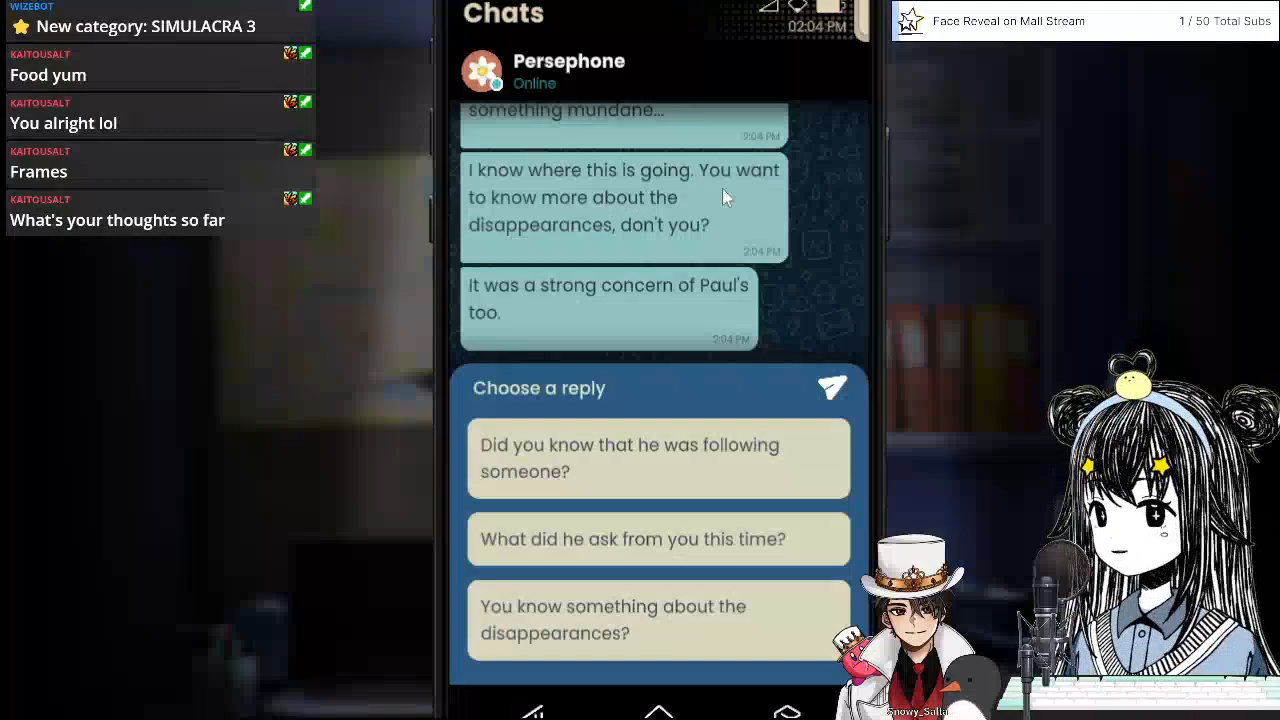 WIZEBOT
New category: SIMULACRA 3
KAITOUSALT
Food yum
KAITOUSALT
You alright lol
KAITOUSALT
Frames
KAITOUSALT
What's your thoughts so far
Chats
02:04 PM
Persephone
Online
something mundane...
2:04 PM
I know where this is going. You want
to know more about the
disappearances, don't you?
2:04 PM
It was a strong concern of Paul's
too.
2:04 PM
Choose a reply
Did you know that he was following
someone?
What did he ask from you this time?
You know something about the
disappearances?
Face Reveal on Mall Stream
1 / 50 Total Subs